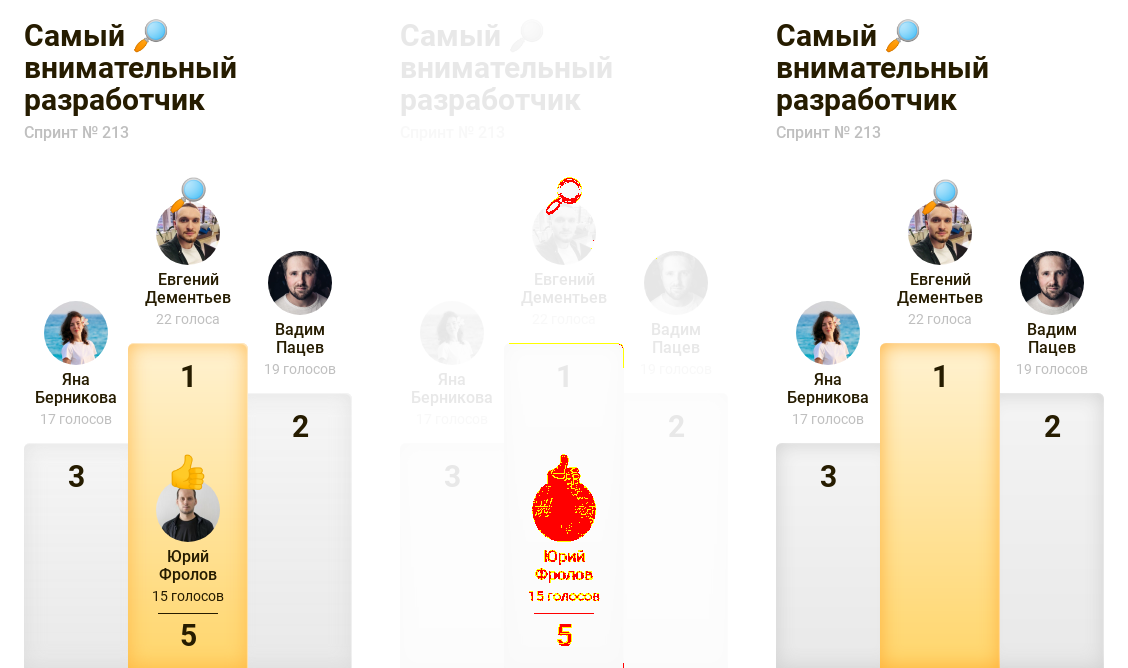 Самый 🔎
внимательный
разработчик
Спринт № 213
Евгений
Дементьев
22 голоса
Вадим
Пацев
19 голосов
Яна
Берникова
17 голосов
1
2
3
Юрий
Фролов
15 голосов
5
Самый 🔎
внимательный
разработчик
Спринт № 213
Евгений
Дементьев
22 голоса
Вадим
Пацев
19 голосов
Яна
Берникова
17 голосов
1
2
3
Юрий
Фролов
15 голосов
5
Самый 🔎
внимательный
разработчик
Спринт № 213
Евгений
Дементьев
22 голоса
Вадим
Пацев
19 голосов
Яна
Берникова
17 голосов
1
2
3